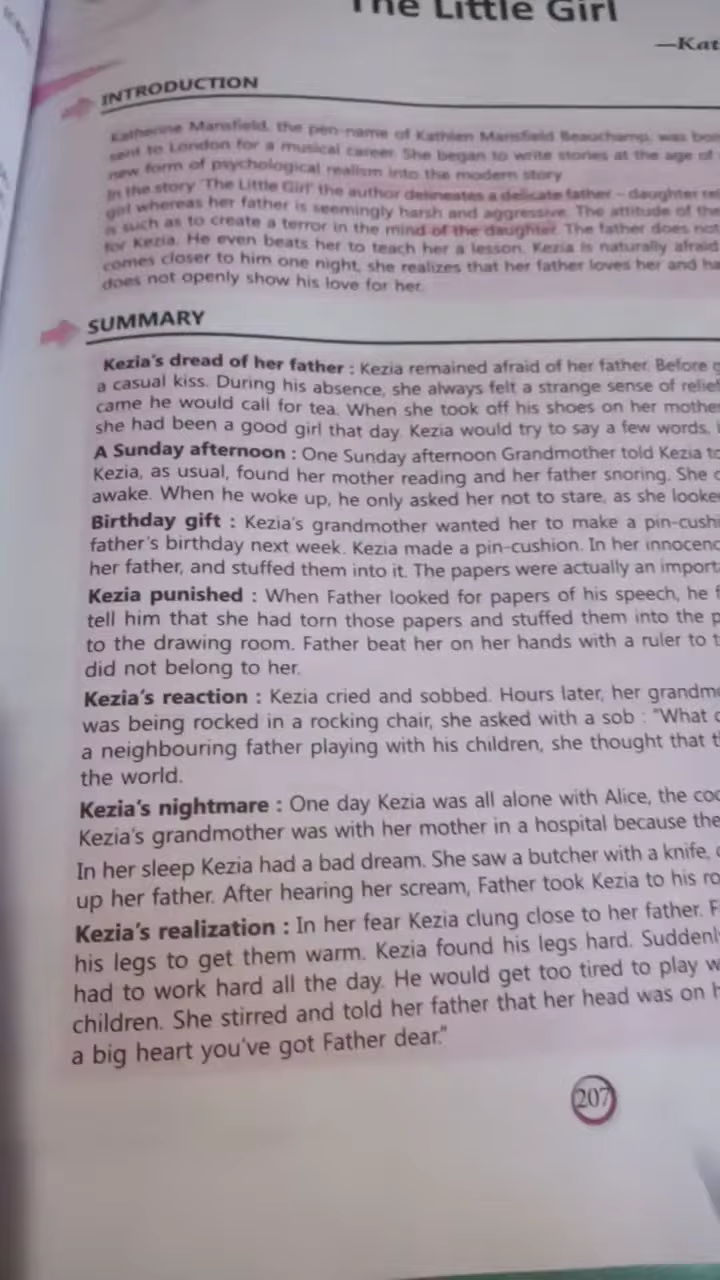 The Little Girl
—Kat
INTRODUCTION
Katherine Mansfield, the pen-name of Kathlen Mansfield Beauchamp, was bor
sent to London for a musical career. She began to write stories at the age of
new form of psychological realism into the modern story
In the story 'The Little Girl' the author delineates a delicate father – daughter re
girl whereas her father is seemingly harsh and aggressive. The attitude of the
is such as to create a terror in the mind of the daughter. The father does not
for Kezia. He even beats her to teach her a lesson. Kezia is naturally afraid
comes closer to him one night, she realizes that her father loves her and ha
does not openly show his love for her.
SUMMARY
Kezia's dread of her father : Kezia remained afraid of her father. Before g
a casual kiss. During his absence, she always felt a strange sense of relief
came he would call for tea. When she took off his shoes on her mother
she had been a good girl that day. Kezia would try to say a few words,
A Sunday afternoon : One Sunday afternoon Grandmother told Kezia to
Kezia, as usual, found her mother reading and her father snoring. She
awake. When he woke up, he only asked her not to stare, as she looke
Birthday gift : Kezia's grandmother wanted her to make a pin-cushi
father's birthday next week. Kezia made a pin-cushion. In her innocenc
her father, and stuffed them into it. The papers were actually an importa
Kezia punished : When Father looked for papers of his speech, he f
tell him that she had torn those papers and stuffed them into the p
to the drawing room. Father beat her on her hands with a ruler to t
did not belong to her.
Kezia's reaction : Kezia cried and sobbed. Hours later, her grandm
was being rocked in a rocking chair, she asked with a sob : "What
a neighbouring father playing with his children, she thought that t
the world.
Kezia's nightmare : One day Kezia was all alone with Alice, the coo
Kezia's grandmother was with her mother in a hospital because the
In her sleep Kezia had a bad dream. She saw a butcher with a knife,
up her father. After hearing her scream, Father took Kezia to his ro
Kezia's realization : In her fear Kezia clung close to her father. F
his legs to get them warm. Kezia found his legs hard. Suddenl
had to work hard all the day. He would get too tired to play w
children. She stirred and told her father that her head was on h
a big heart you've got Father dear."
207